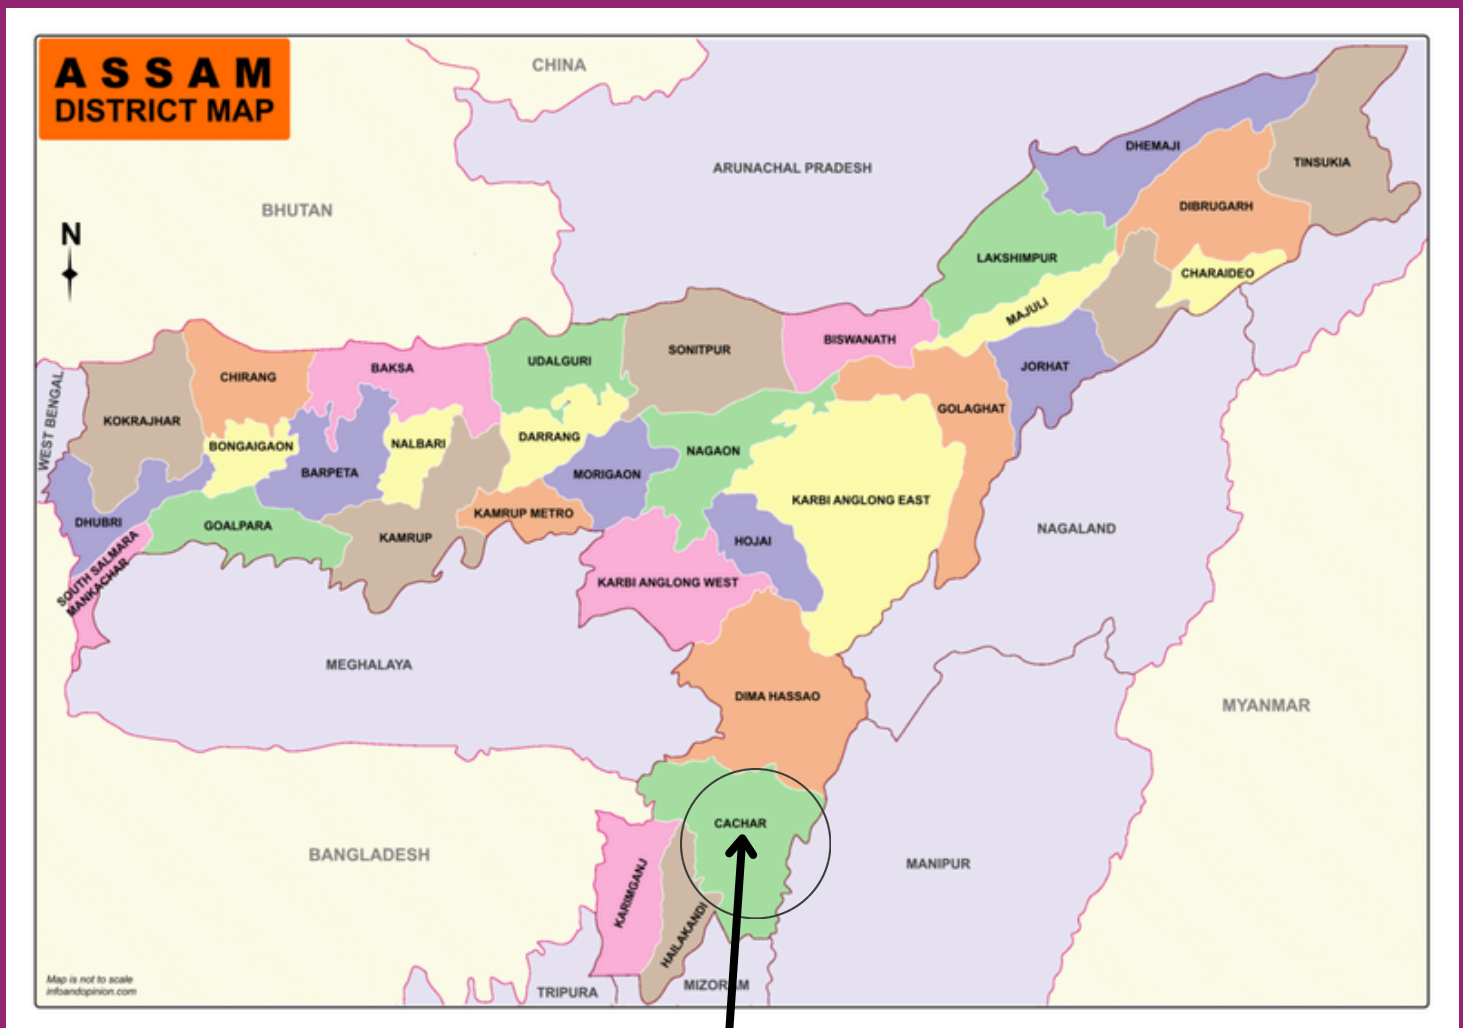 ASSAM
DISTRICT MAP
CHINA
ARUNACHAL PRADESH
BHUTAN
N
DHEMAJI
TINSUKIA
DIBRUGARH
LAKSHIMPUR
CHARAIDEO
MAJULI
BISWANATH
SONITPUR
UDALGURI
BAKSA
CHIRANG
JORHAT
WEST BENGAL
KOKRAJHAR
GOLAGHAT
BONGAIGAON
NALBARI
DARRANG
NAGAON
BARPETA
MORIGAON
KARBI ANGLONG EAST
DHUBRI
GOALPARA
KAMRUP METRO
KAMRUP
HOJAI
NAGALAND
SOUTH SALMARA
MANKACHAR
KARBI ANGLONG WEST
MEGHALAYA
DIMA HASSAO
MYANMAR
CACHAR
BANGLADESH
MANIPUR
KARIMGANJ
HAILAKANDI
TRIPURA
MIZORAM
Map is not to scale
infoandopinion.com